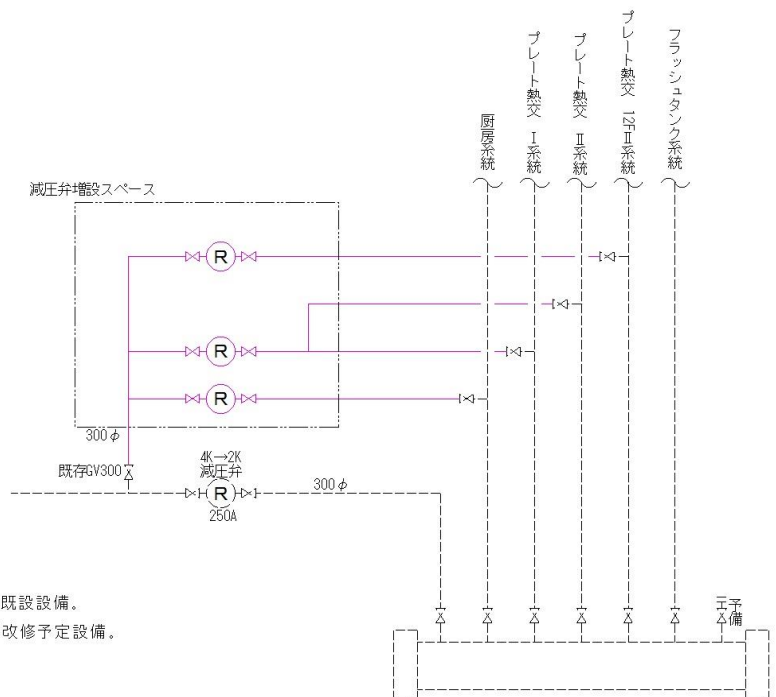 減圧弁増設スペース
厨房系統
プレート熱交 Ⅰ系統
プレート熱交 Ⅱ系統
プレート熱交 12FⅡ系統
フラッシュタンク系統
R
R
R
300φ
既存GV300
4K→2K
減圧弁
R
250A
300φ
既設設備。
改修予定設備。
予備